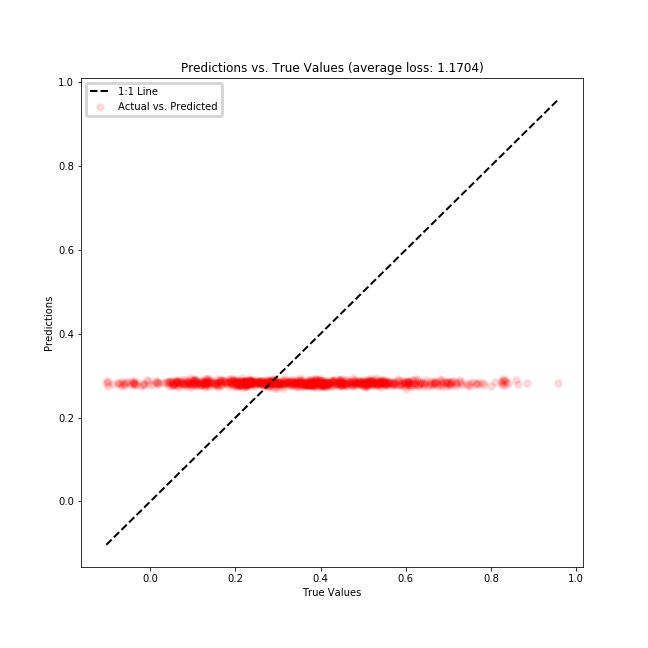 Predictions vs. True Values (average loss: 1.1704)
1:1 Line
Actual vs. Predicted
1.0
0.8
0.6
0.4
0.2
0.0
Predictions
0.0 0.2 0.4 0.6 0.8 1.0
True Values